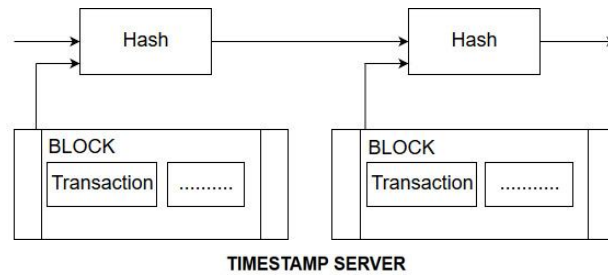 Hash
Hash
BLOCK
BLOCK
Transaction
..........
Transaction
...........
TIMESTAMP SERVER